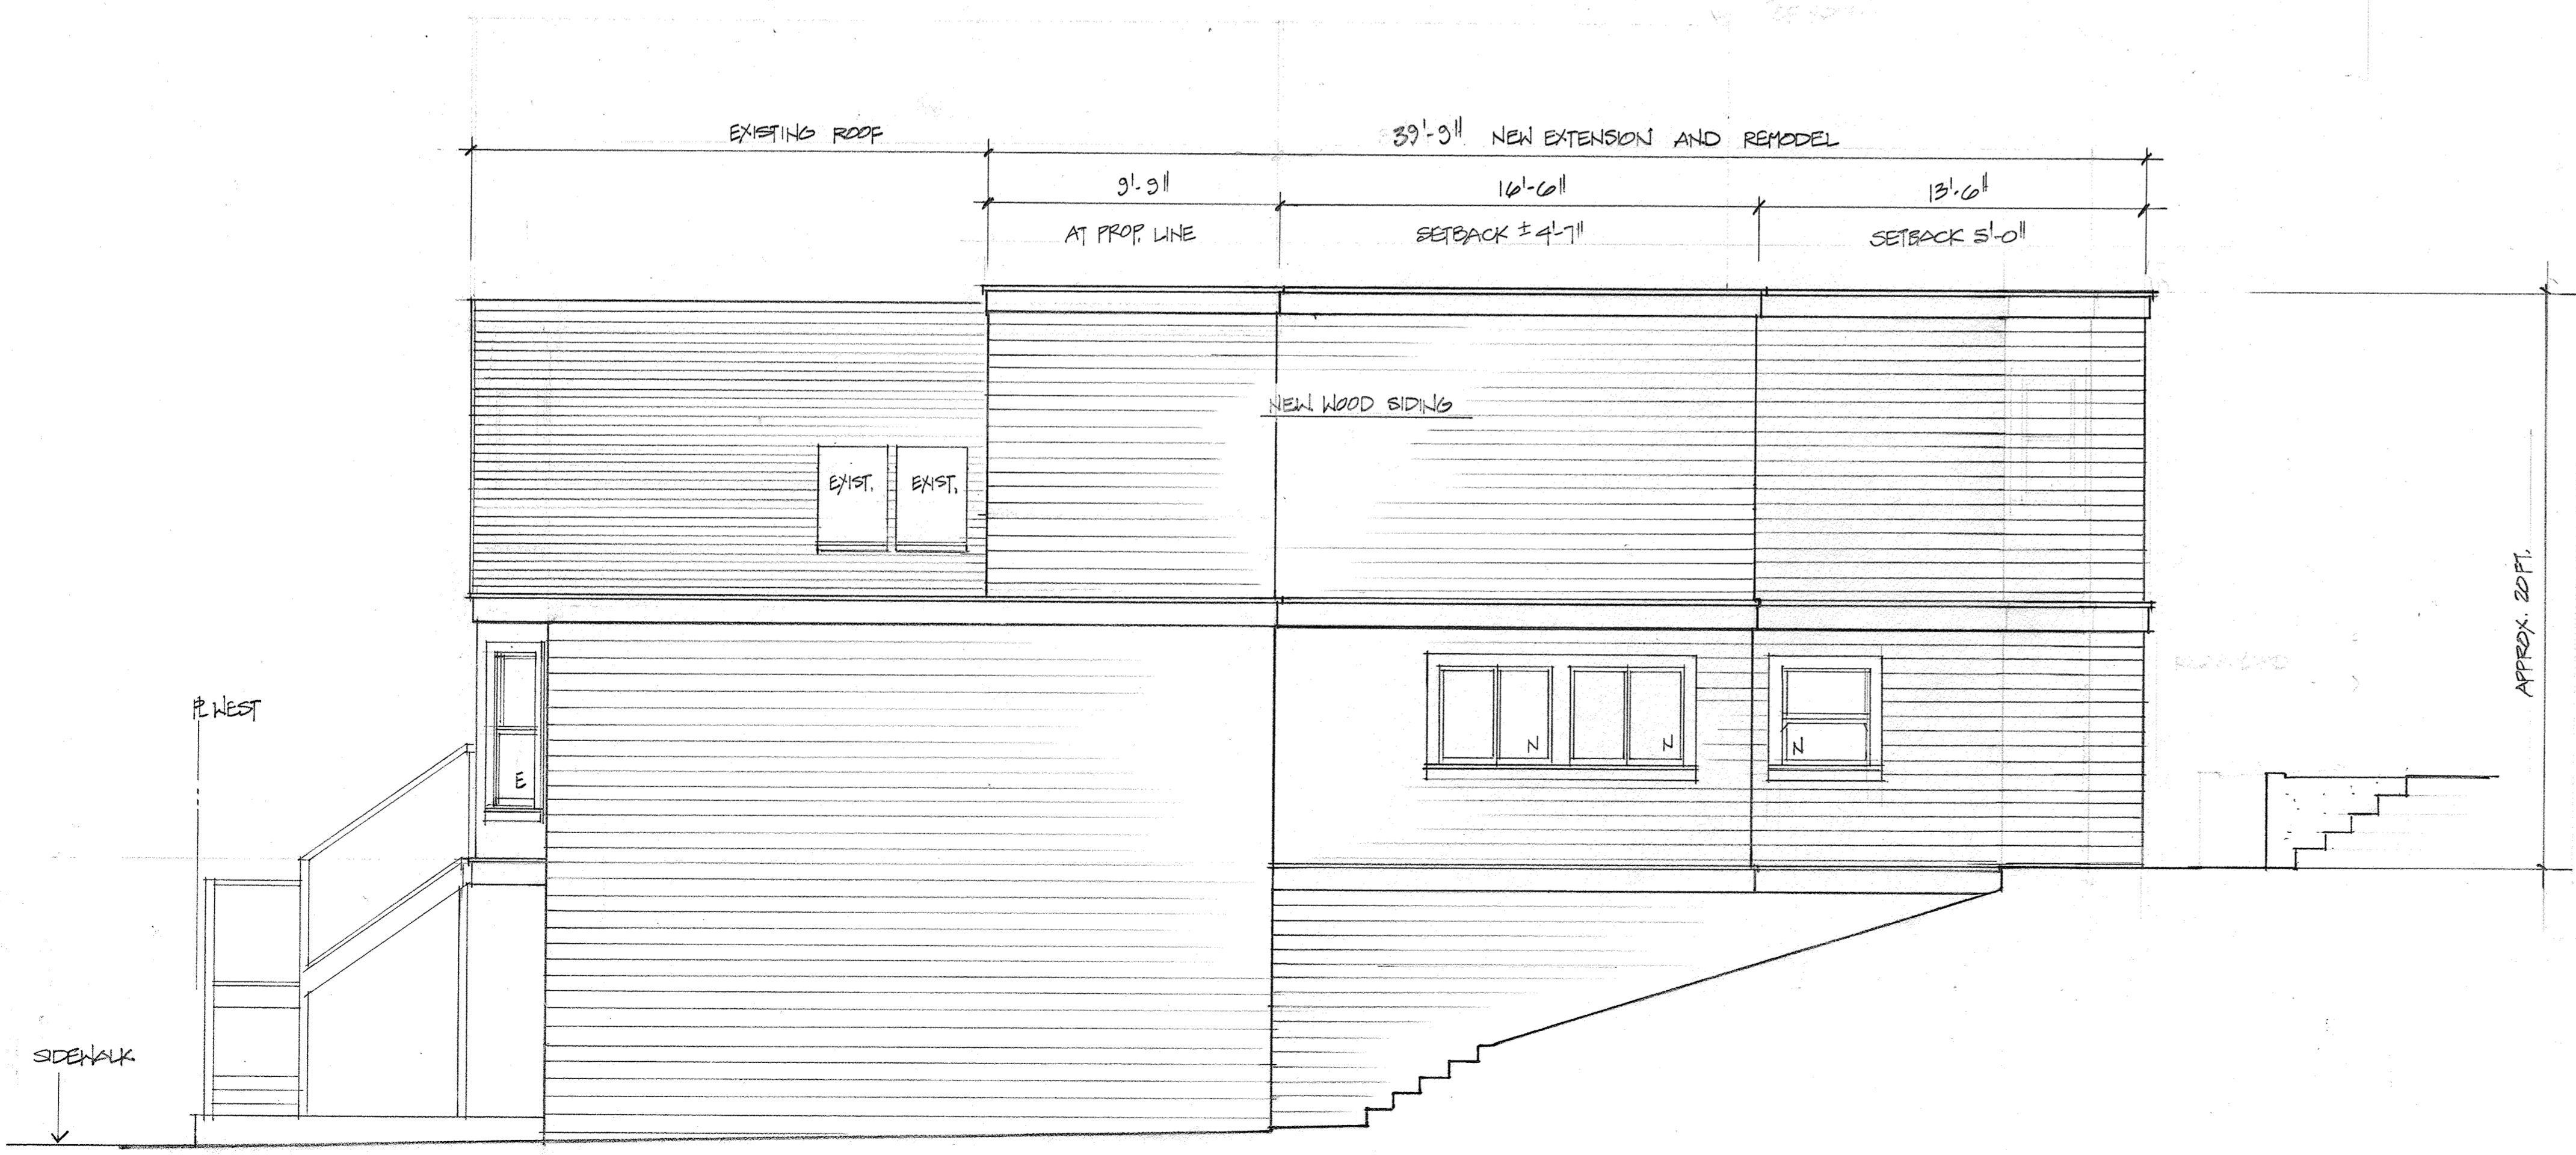 EXISTING ROOF
39'-9" NEW EXTENSION AND REMODEL
9'-9"
16'-6"
13'-6"
AT PROP. LINE
SETBACK ± 4'-7"
SETBACK 5'-0"
NEW WOOD SIDING
EXIST.
EXIST.
APPROX. 20 FT.
PL WEST
E
N
N
N
SIDEWALK